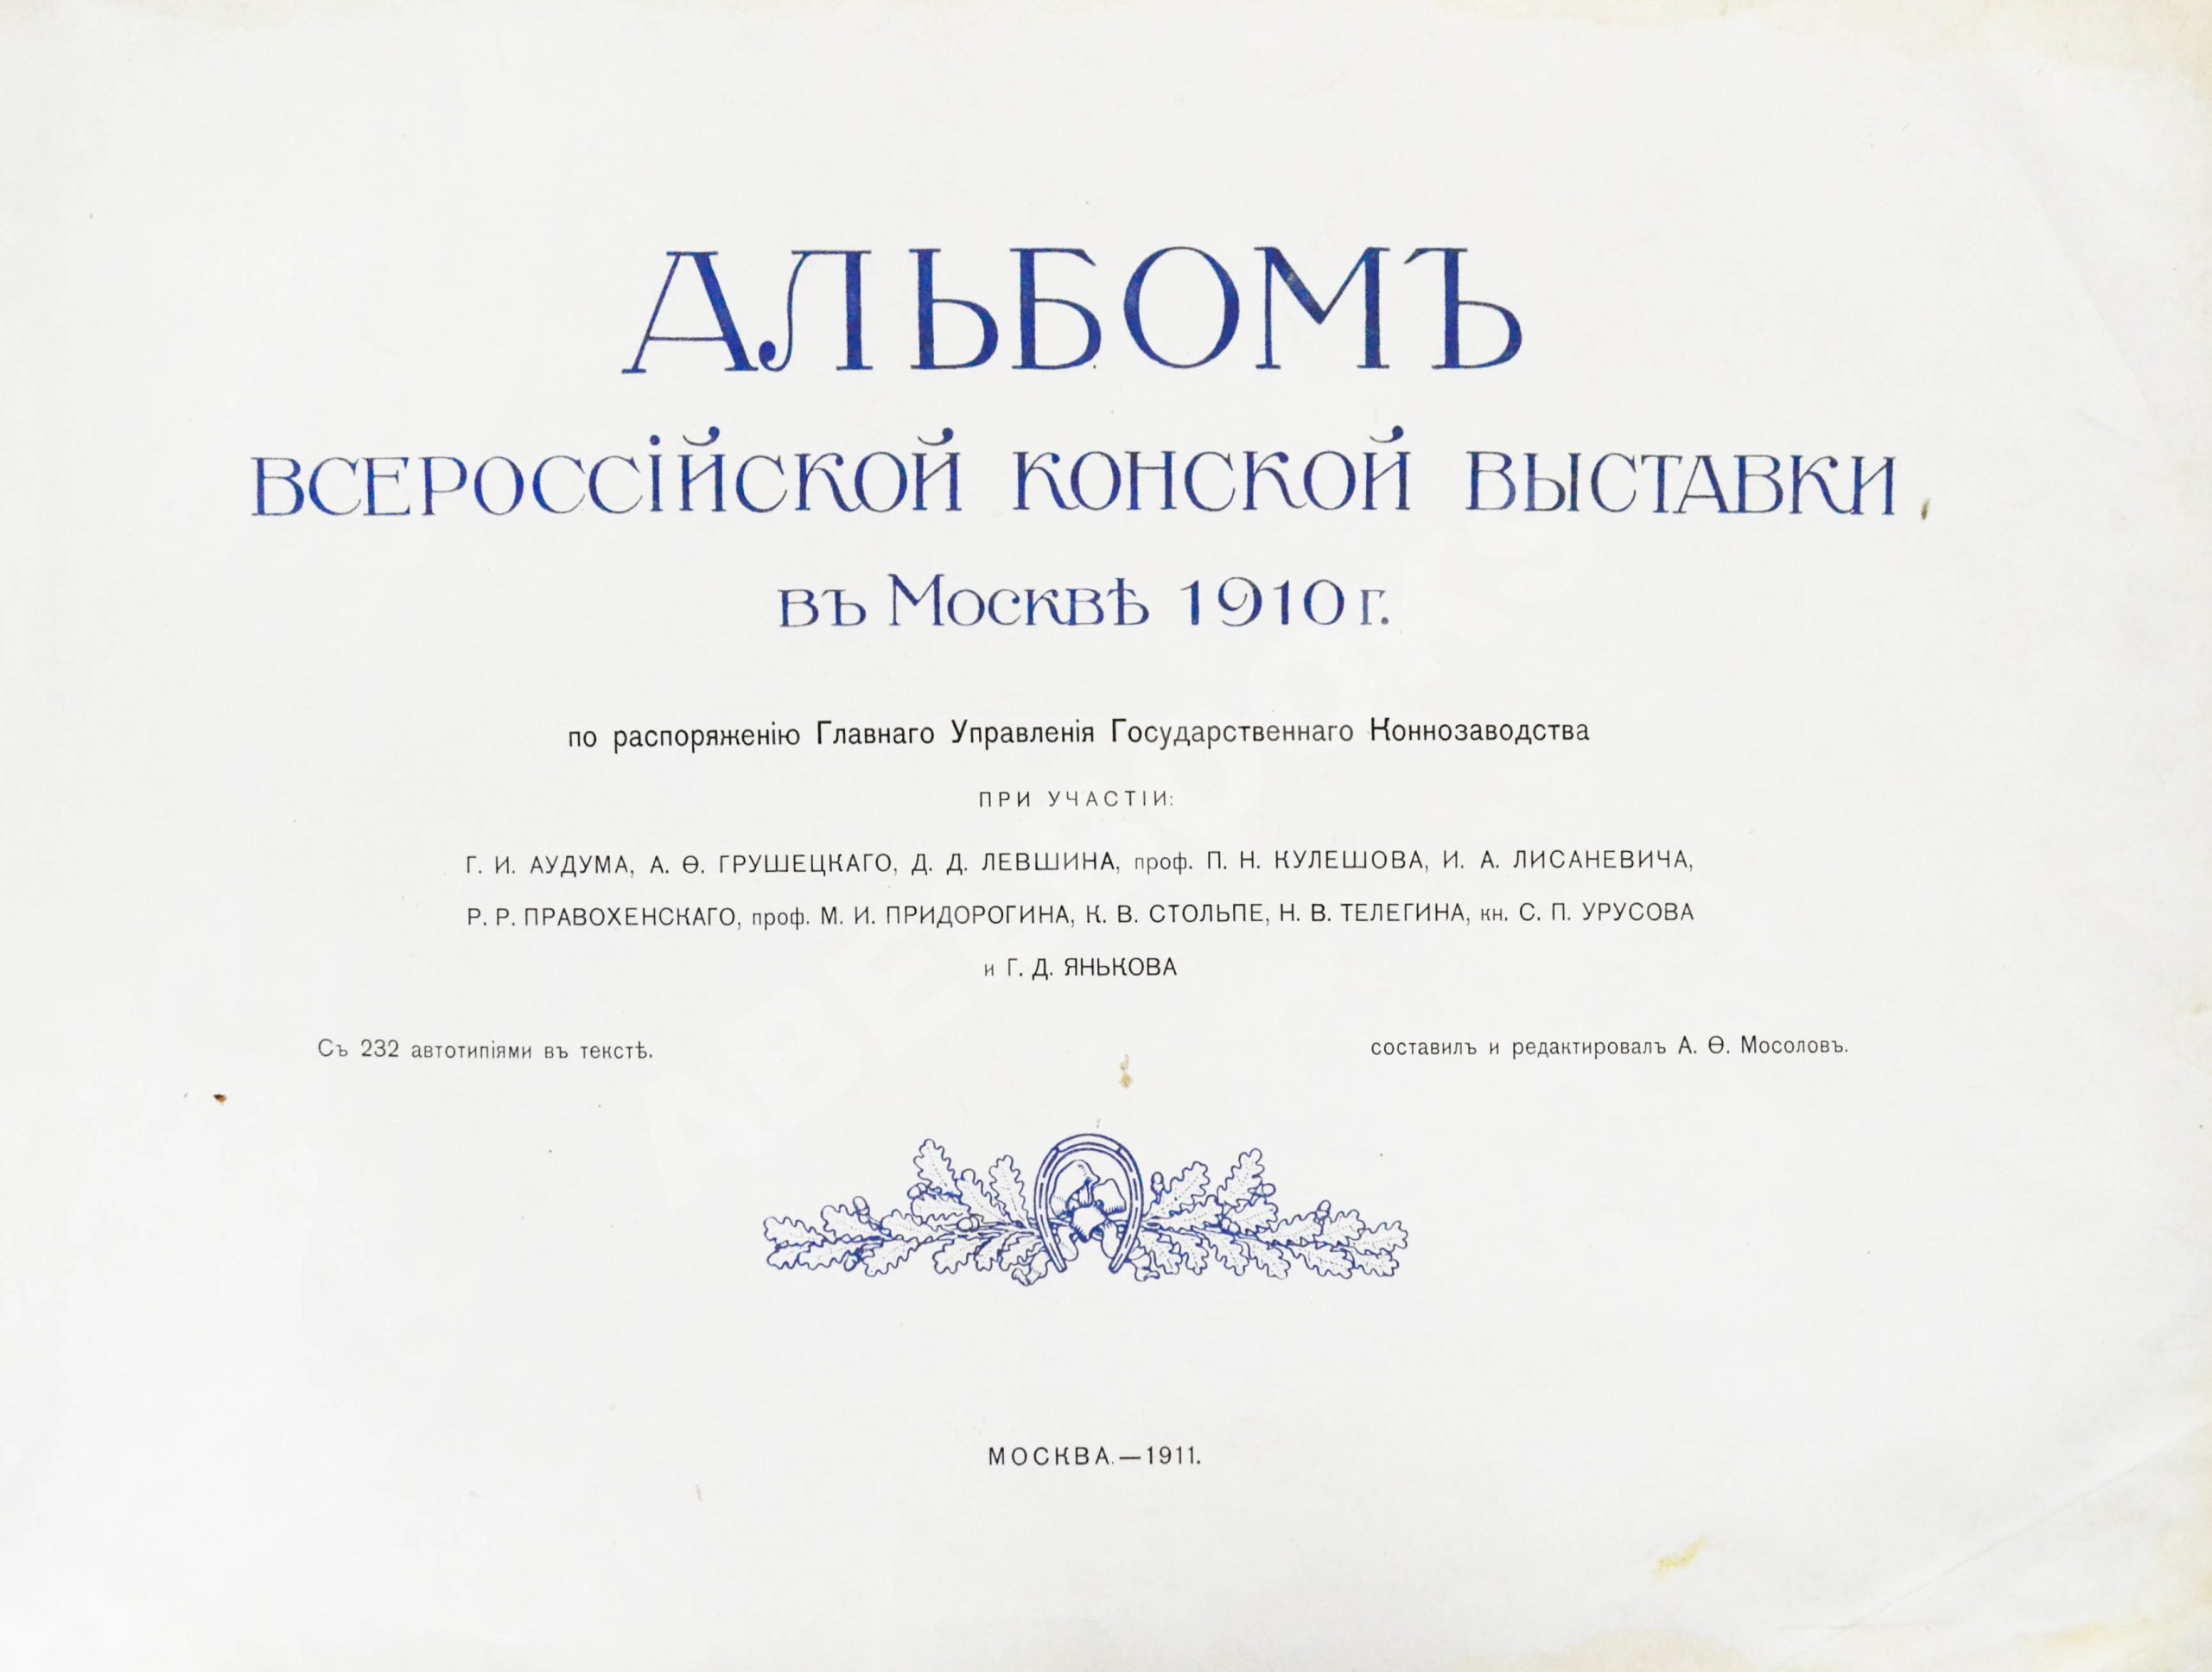 АЛЬБОМЪ
ВСЕРОССІЙСКОЙ КОНСКОЙ ВЫСТАВКИ
въ Москвѣ 1910 г.
по распоряженію Главнаго Управленія Государственнаго Коннозаводства
ПРИ УЧАСТІИ:
Г. И. АУДУМА, А. Ѳ. ГРУШЕЦКАГО, Д. Д. ЛЕВШИНА, проф. П. Н. КУЛЕШОВА, И. А. ЛИСАНЕВИЧА,
Р. Р. ПРАВОХЕНСКАГО, проф. М. И. ПРИДОРОГИНА, К. В. СТОЛЬПЕ, Н. В. ТЕЛЕГИНА, кн. С. П. УРУСОВА
и Г. Д. ЯНЬКОВА
Съ 232 автотипіями въ текстѣ.
составилъ и редактировалъ А. Ѳ. Мосоловъ.
МОСКВА.—1911.